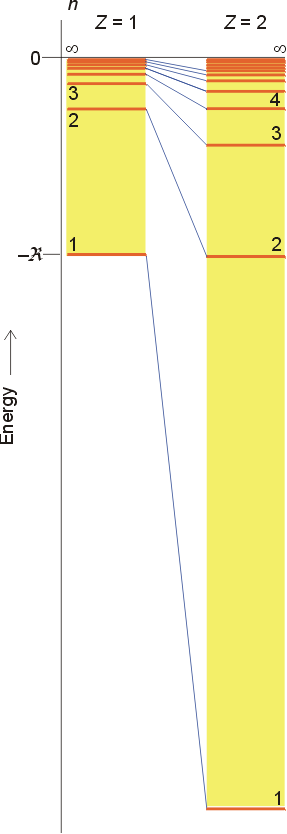 n
Z = 1
Z = 2
∞
∞
0
3
2
4
3
1
2
–ℛ
Energy
1